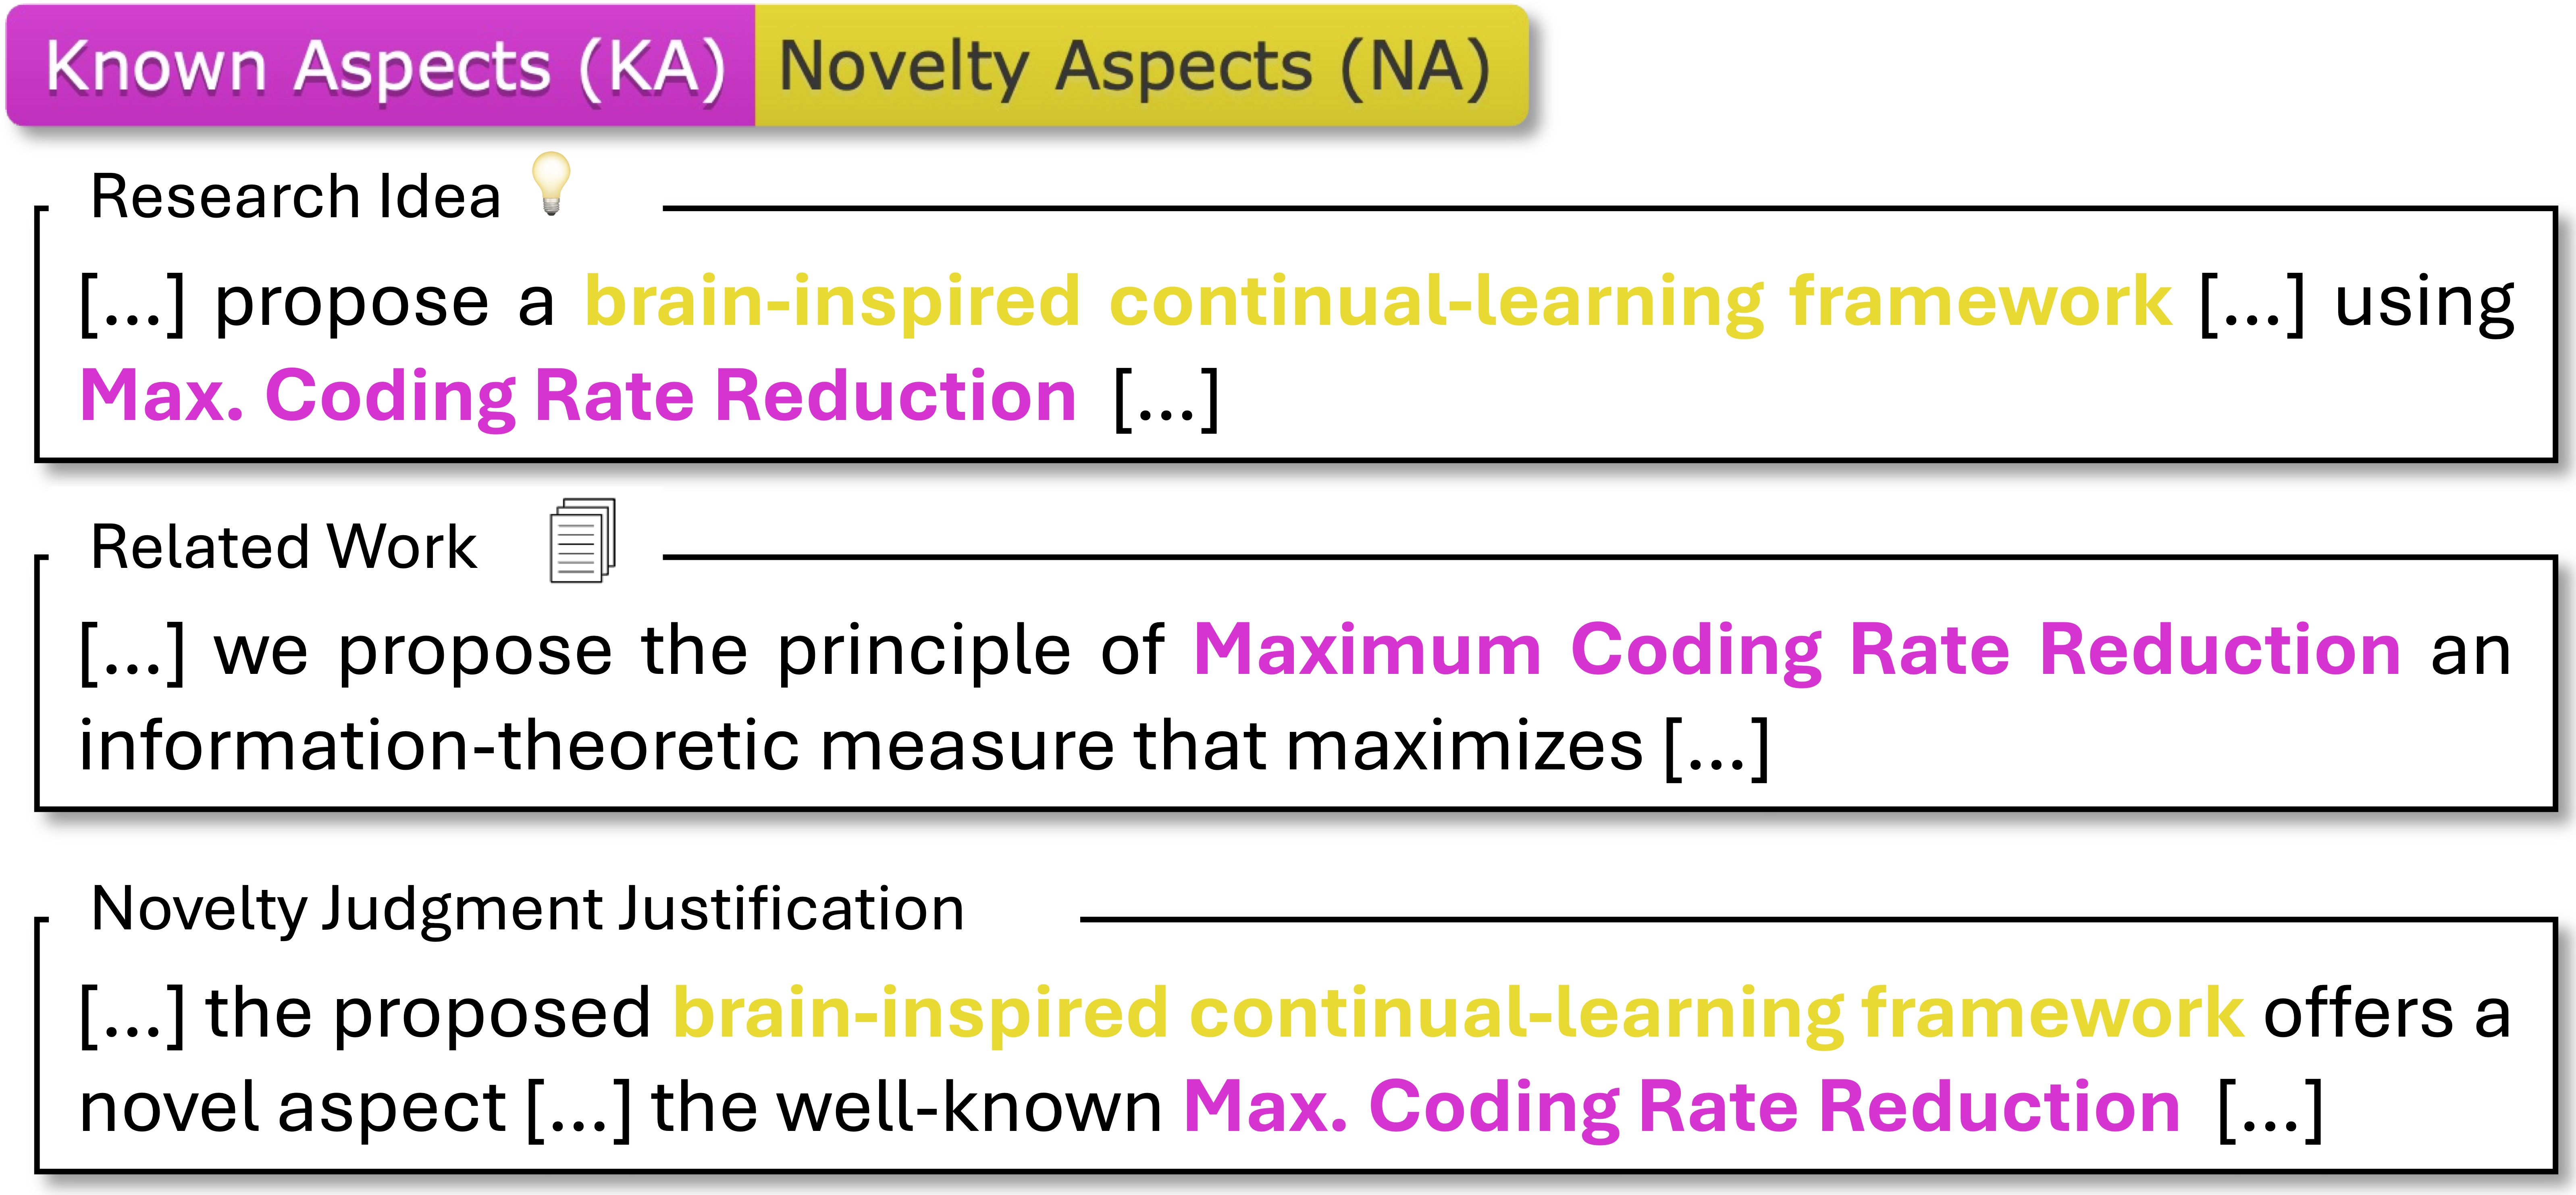 Known Aspects (KA) Novelty Aspects (NA)
Research Idea
[...] propose a brain-inspired continual-learning framework [...] using
Max. Coding Rate Reduction [...]
Related Work
[...] we propose the principle of Maximum Coding Rate Reduction an
information-theoretic measure that maximizes [...]
Novelty Judgment Justification
[...] the proposed brain-inspired continual-learning framework offers a
novel aspect [...] the well-known Max. Coding Rate Reduction [...]